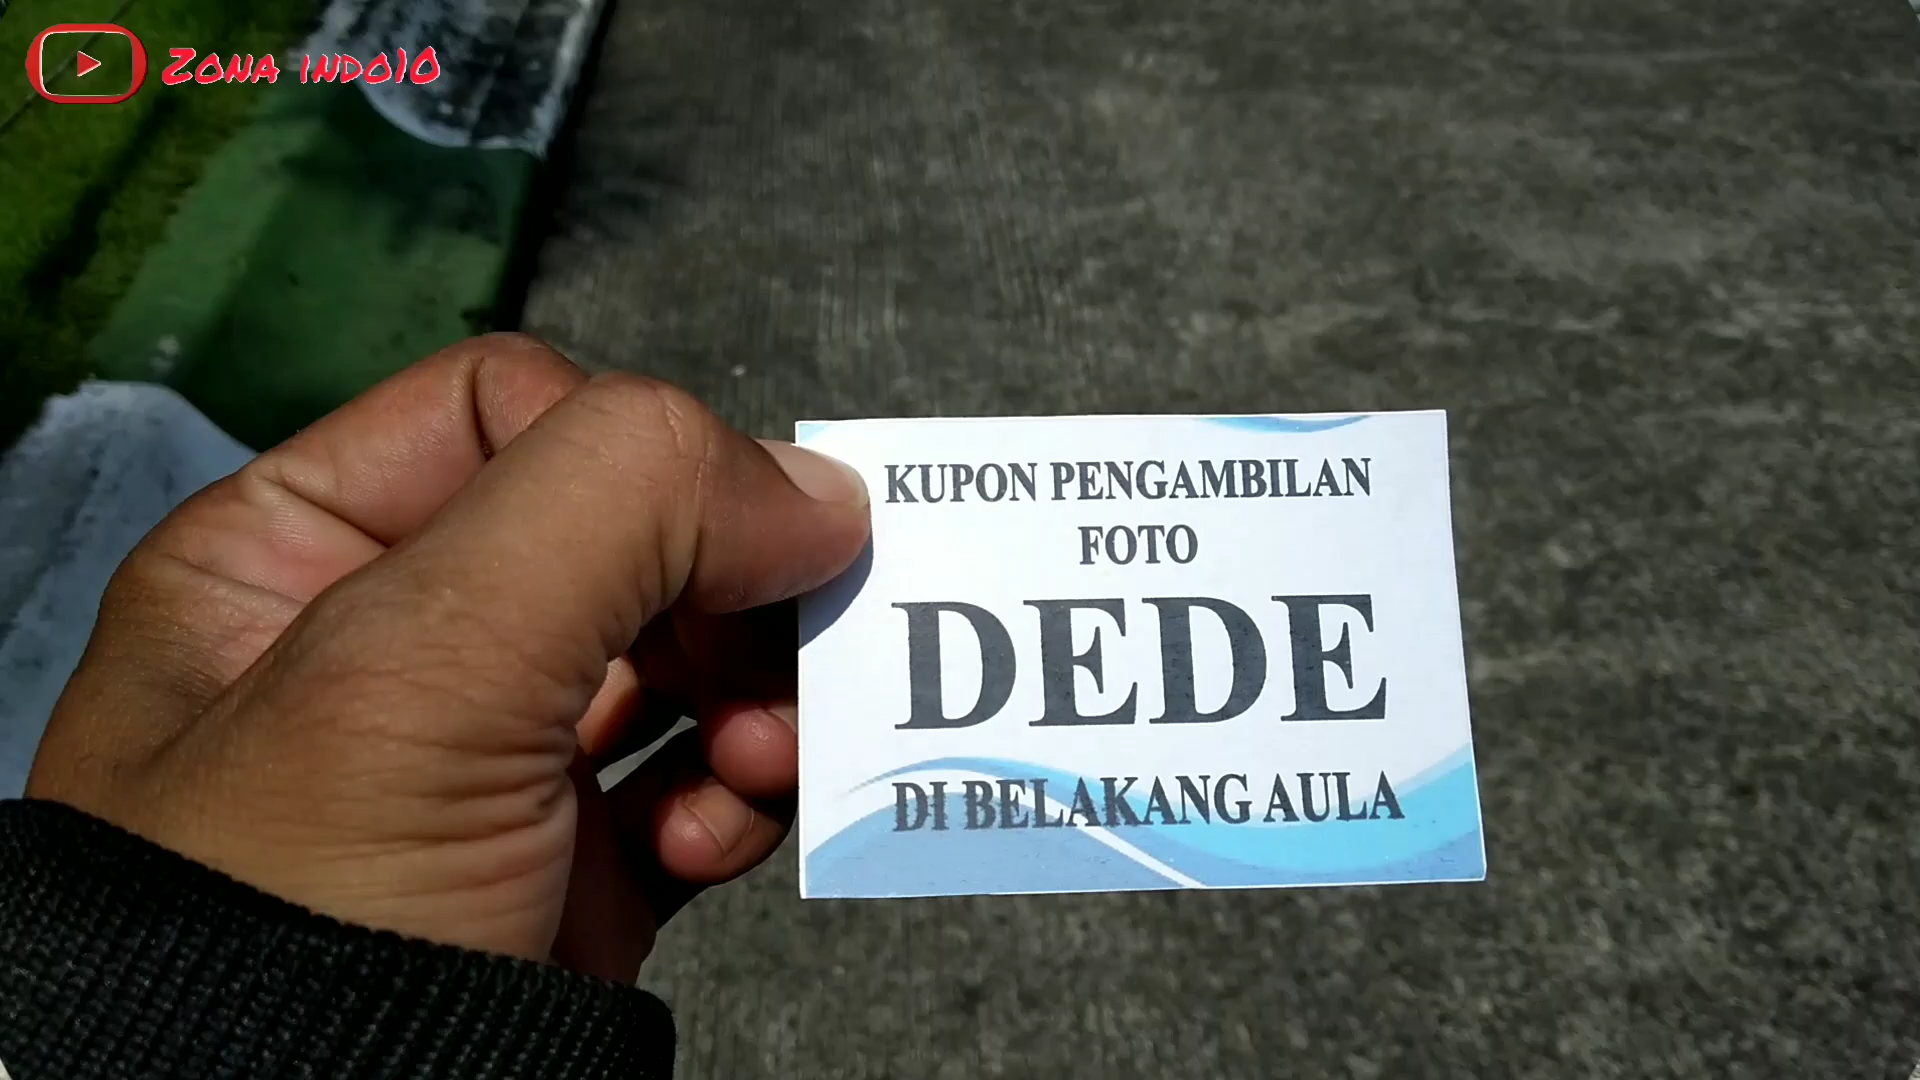 Zona indo10
KUPON PENGAMBILAN
FOTO
DEDE
DI BELAKANG AULA